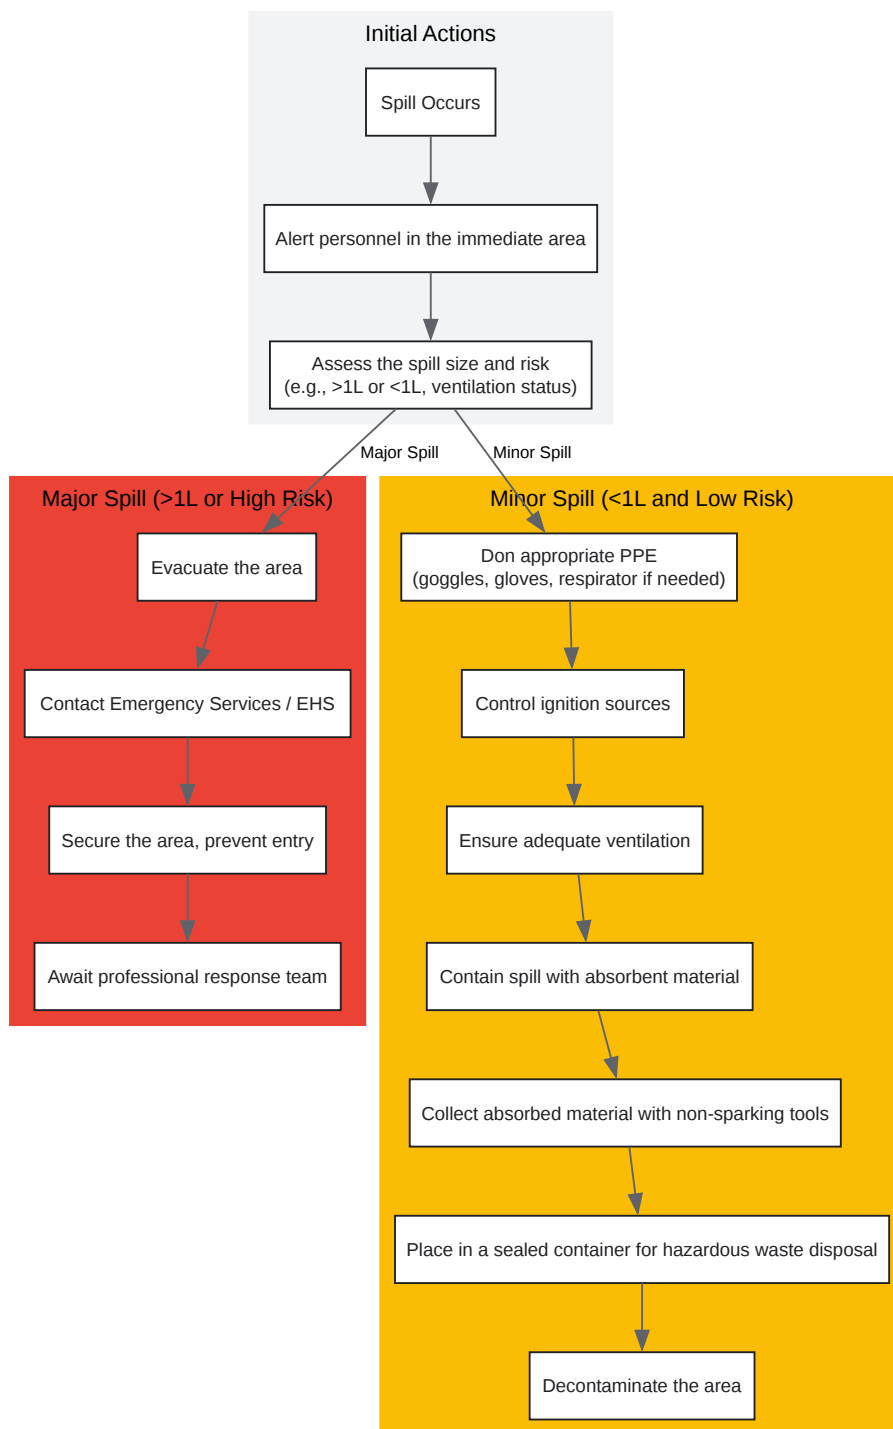 Initial Actions
Spill Occurs
Alert personnel in the immediate area
Assess the spill size and risk
(e.g., >1L or <1L, ventilation status)
Major Spill
Minor Spill
Major Spill (>1L or High Risk)
Evacuate the area
Contact Emergency Services / EHS
Secure the area, prevent entry
Await professional response team
Minor Spill (<1L and Low Risk)
Don appropriate PPE
(goggles, gloves, respirator if needed)
Control ignition sources
Ensure adequate ventilation
Contain spill with absorbent material
Collect absorbed material with non-sparking tools
Place in a sealed container for hazardous waste disposal
Decontaminate the area